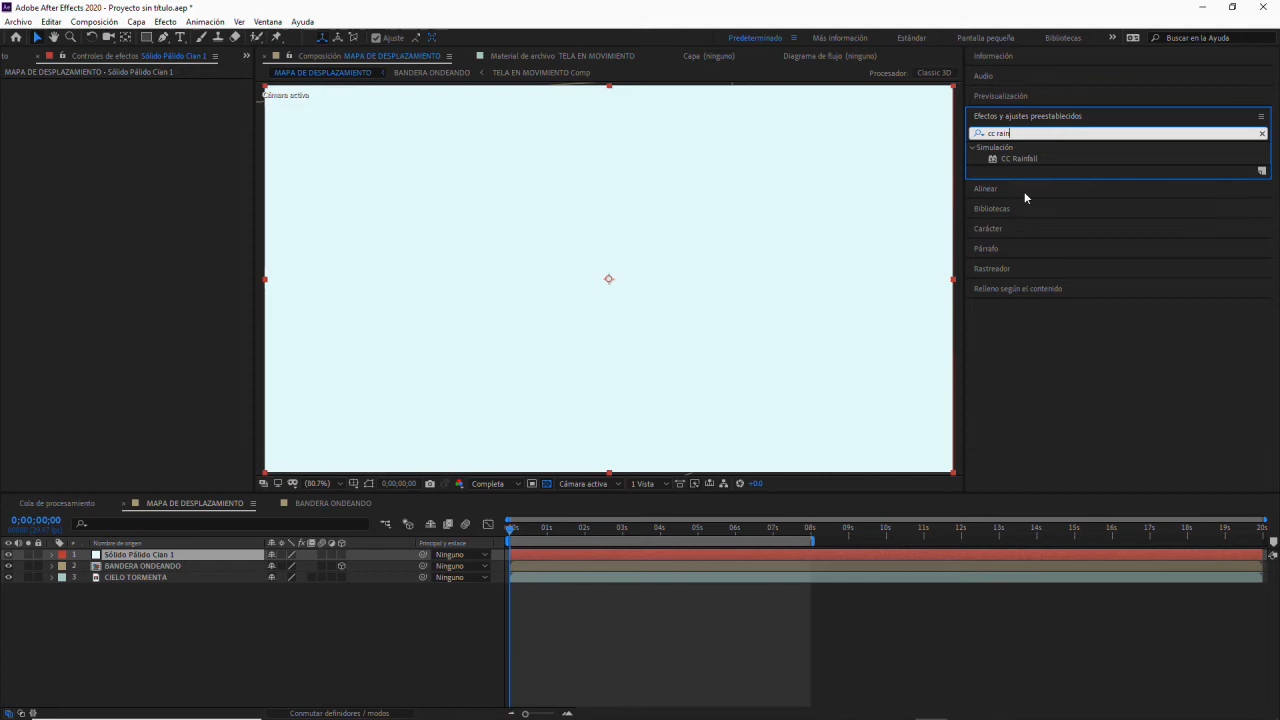 Adobe After Effects 2020 - Proyecto sin título.aep *
Archivo Editar Composición Capa Efecto Animación Ver Ventana Ayuda
Ajuste Predeterminado Más información Estándar Pantalla pequeña Bibliotecas Buscar en la Ayuda
to Controles de efectos Sólido Pálido Cian 1 Composición MAPA DE DESPLAZAMIENTO Material de archivo TELA EN MOVIMIENTO Capa (ninguno) Diagrama de flujo (ninguno) Información
MAPA DE DESPLAZAMIENTO • Sólido Pálido Cian 1 MAPA DE DESPLAZAMIENTO BANDERA ONDEANDO TELA EN MOVIMIENTO Comp Procesador: Classic 3D
Audio
Cámara activa
Previsualización
Efectos y ajustes preestablecidos
cc rain
Simulación
CC Rainfall
Alinear
Bibliotecas
Carácter
Párrafo
Rastreador
Relleno según el contenido
(80.7%) 0;00;00;00 Completa Cámara activa 1 Vista +0.0
Cola de procesamiento MAPA DE DESPLAZAMIENTO BANDERA ONDEANDO
0;00;00;00
01s 02s 03s 04s 05s 06s 07s 08s 09s 10s 11s 12s 13s 14s 15s 16s 17s 18s 19s 20s
# Nombre de origen Principal y enlace
1 Sólido Pálido Cian 1 Ninguno
2 BANDERA ONDEANDO Ninguno
3 CIELO TORMENTA Ninguno
Conmutar definidores / modos